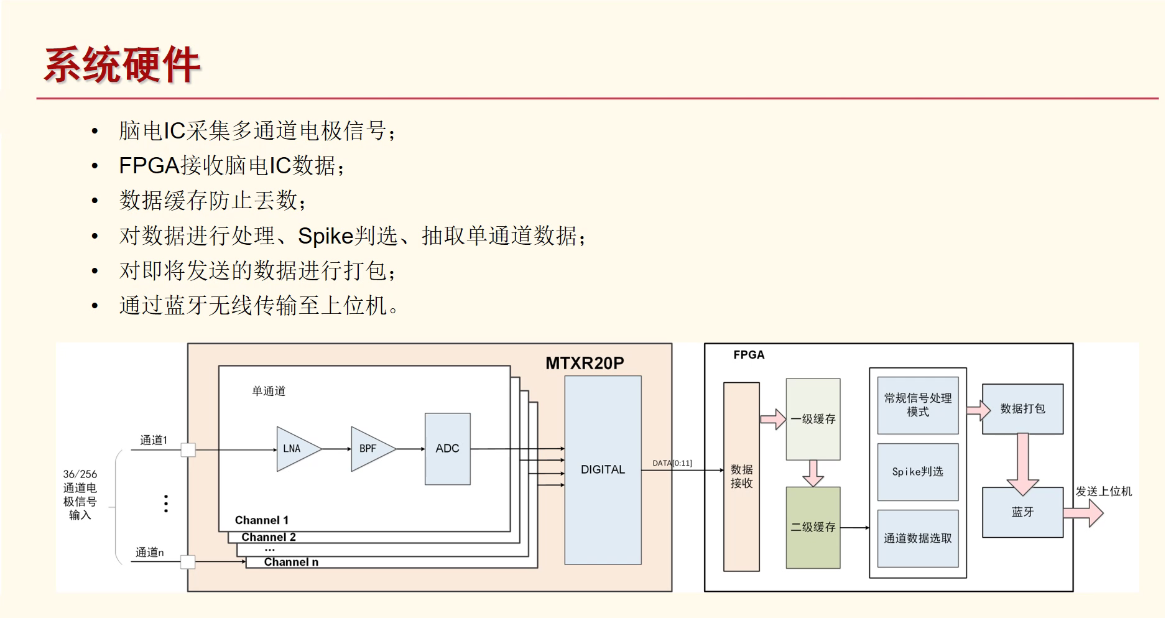 系统硬件
• 脑电IC采集多通道电极信号；
• FPGA接收脑电IC数据；
• 数据缓存防止丢数；
• 对数据进行处理、Spike判选、抽取单通道数据；
• 对即将发送的数据进行打包；
• 通过蓝牙无线传输至上位机。
MTXR20P
FPGA
单通道
通道1
LNA
BPF
ADC
36/256
通道电
极信号
输入
Channel 1
Channel 2
...
Channel n
通道n
DIGITAL
DATA[0:11]
数据
接收
一级缓存
二级缓存
常规信号处理
模式
Spike判选
通道数据选取
数据打包
蓝牙
发送上位机